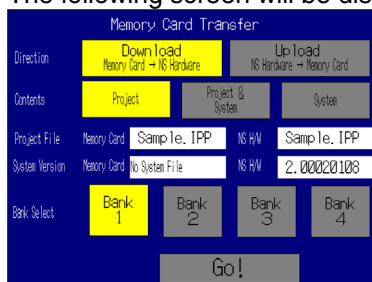 The following screen will be dis
Memory Card Transfer
Direction
Download
Memory Card → NS Hardware
Upload
NS Hardware → Memory Card
Contents
Project
Project &
System
System
Project File
Memory Card
Sample.IPP
NS H/W
Sample.IPP
System Version
Memory Card
No System File
NS H/W
2.00020108
Bank Select
Bank
1
Bank
2
Bank
3
Bank
4
Go!